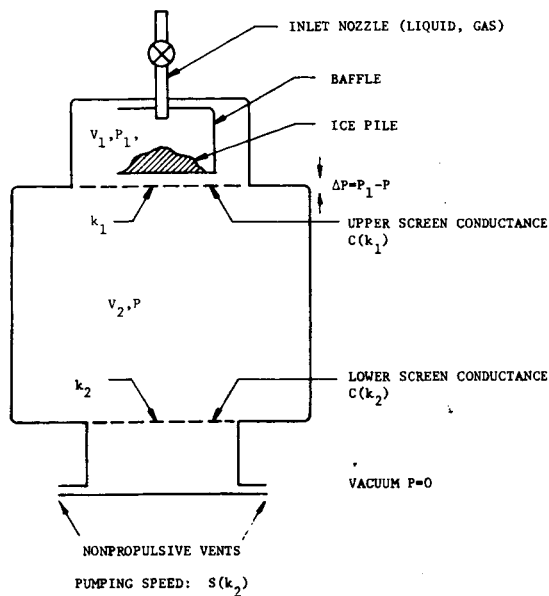 INLET NOZZLE (LIQUID, GAS)
BAFFLE
ICE PILE
V₁,P₁,
ΔP=P₁-P
k₁
UPPER SCREEN CONDUCTANCE
C(k₁)
V₂,P
k₂
LOWER SCREEN CONDUCTANCE
C(k₂)
VACUUM P=0
NONPROPULSIVE VENTS
PUMPING SPEED: S(k₂)